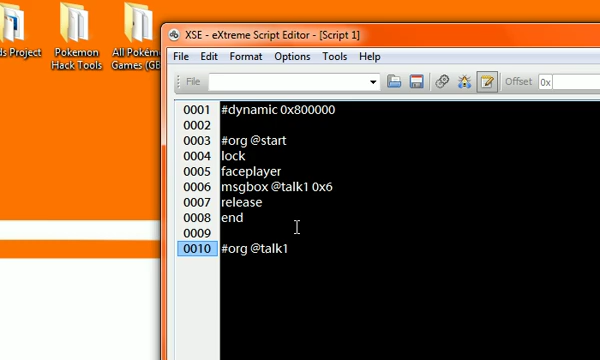 ds Project
Pokemon Hack Tools
All Pokém
Games (GE
XSE - eXtreme Script Editor - [Script 1]
File Edit Format Options Tools Help
File Offset 0x
0001 #dynamic 0x800000
0002
0003 #org @start
0004 lock
0005 faceplayer
0006 msgbox @talk1 0x6
0007 release
0008 end
0009
0010 #org @talk1